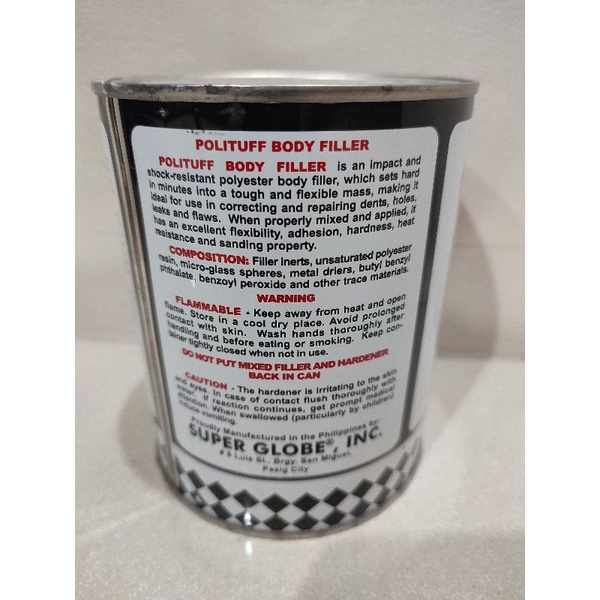 POLITUFF BODY FILLER
POLITUFF BODY FILLER is an impact and
shock-resistant polyester body filler, which sets hard
in minutes into a tough and flexible mass, making it
ideal for use in correcting and repairing dents, holes,
leaks and flaws. When properly mixed and applied, it
has an excellent flexibility, adhesion, hardness, heat
resistance and sanding property.
COMPOSITION: Filler inerts, unsaturated polyester
resin, micro-glass spheres, metal driers, butyl benzyl
phthalate, benzoyl peroxide and other trace materials.
WARNING
FLAMMABLE - Keep away from heat and open
flame. Store in a cool dry place. Avoid prolonged
contact with skin. Wash hands thoroughly after
handling and before eating or smoking. Keep con-
tainer tightly closed when not in use.
DO NOT PUT MIXED FILLER AND HARDENER
BACK IN CAN
CAUTION - The hardener is irritating to the skin
and eyes. In case of contact flush thoroughly with
water. If reaction continues, get prompt medical
attention. When swallowed (particularly by children)
induce vomiting.
Proudly Manufactured in the Philippines by:
SUPER GLOBE®, INC.
# 5 Luis St., Brgy. San Miguel,
Pasig City